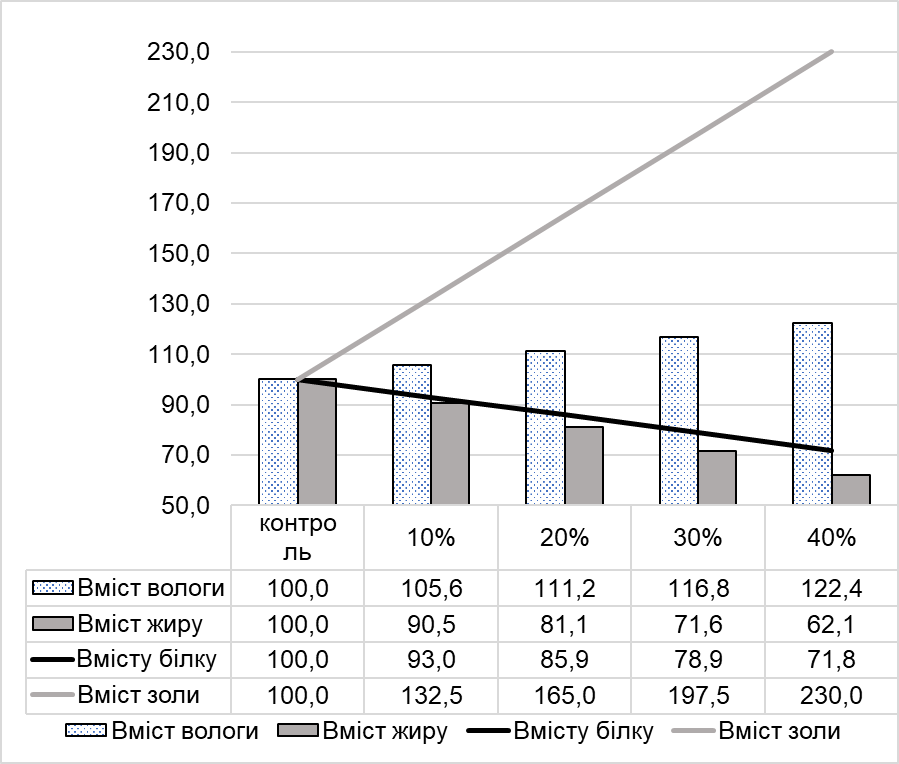 230,0
210,0
190,0
170,0
150,0
130,0
110,0
90,0
70,0
50,0
контро
ль 10% 20% 30% 40%
Вміст вологи 100,0 105,6 111,2 116,8 122,4
Вміст жиру 100,0 90,5 81,1 71,6 62,1
Вмісту білку 100,0 93,0 85,9 78,9 71,8
Вміст золи 100,0 132,5 165,0 197,5 230,0
Вміст вологи Вміст жиру Вмісту білку Вміст золи